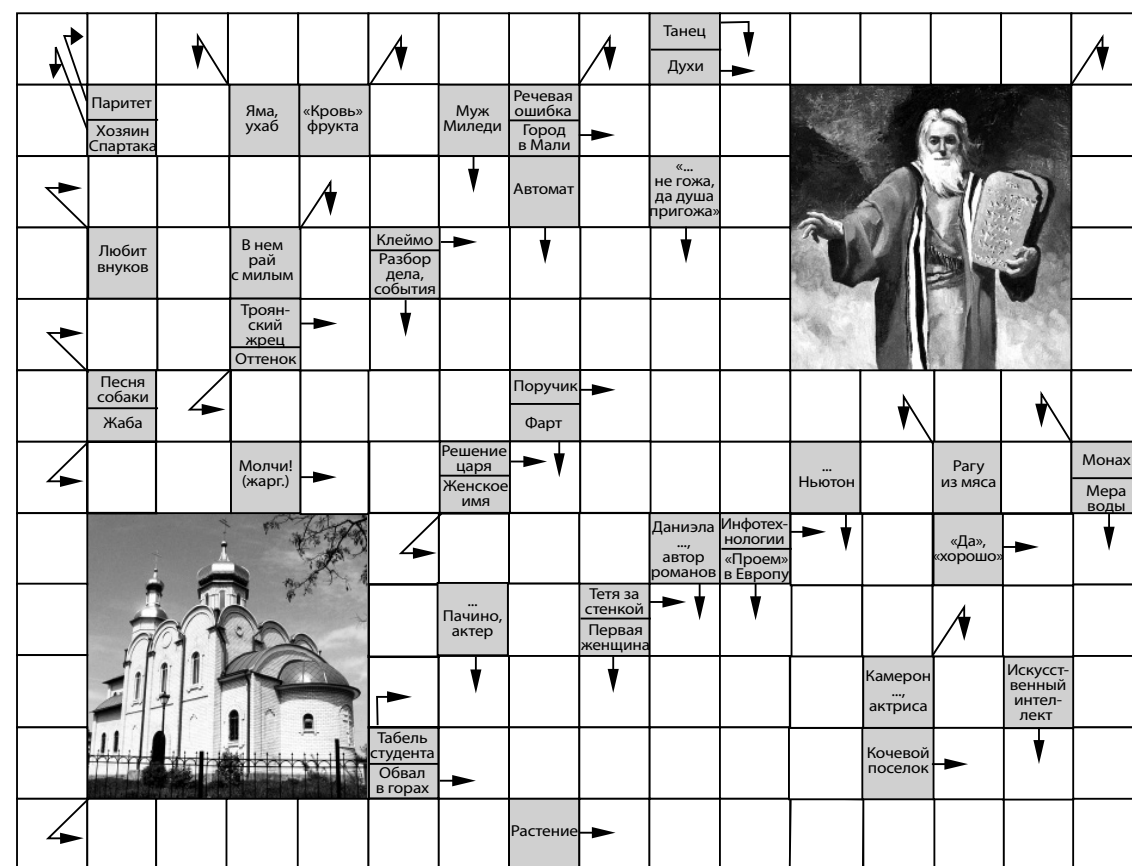 Танец
Духи
Паритет
Хозяин
Спартака
Яма,
ухаб
«Кровь»
фрукта
Муж
Миледи
Речевая
ошибка
Город
в Мали
Автомат
«...
не гожа,
да душа
пригожа»
Любит
внуков
В нем
рай
с милым
Клеймо
Разбор
дела,
события
Троян-
ский
жрец
Оттенок
Песня
собаки
Жаба
Поручик
Фарт
Молчи!
(жарг.)
Решение
царя
Женское
имя
...
Ньютон
Рагу
из мяса
Монах
Мера
воды
Даниэла
...,
автор
романов
Инфотех-
нологии
«Проем»
в Европу
«Да»,
«хорошо»
...
Пачино,
актер
Тетя за
стенкой
Первая
женщина
Камерон
...,
актриса
Искусст-
венный
интел-
лект
Табель
студента
Обвал
в горах
Кочевой
поселок
Растение